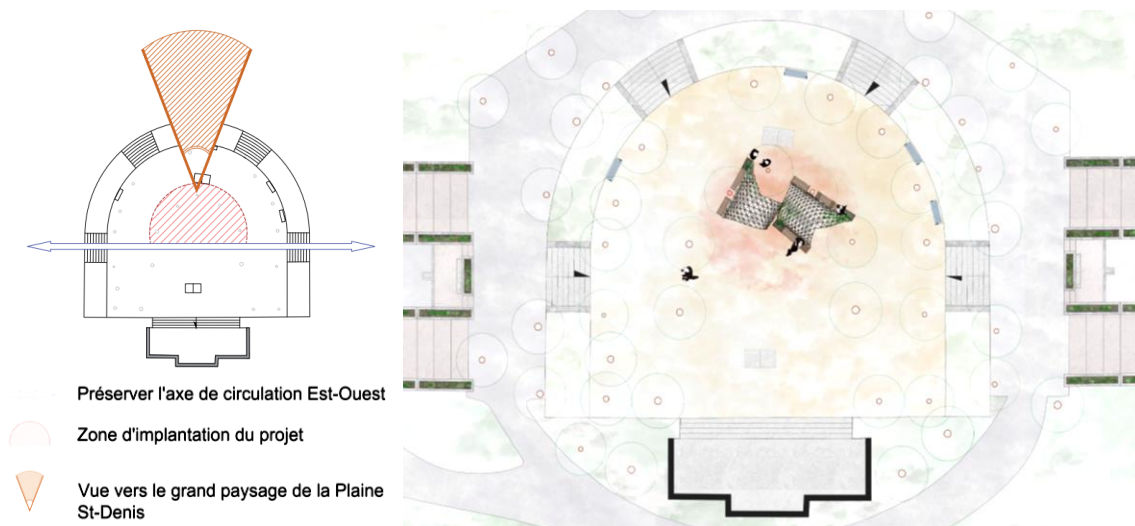 Préserver l'axe de circulation Est-Ouest
Zone d'implantation du projet
Vue vers le grand paysage de la Plaine
St-Denis